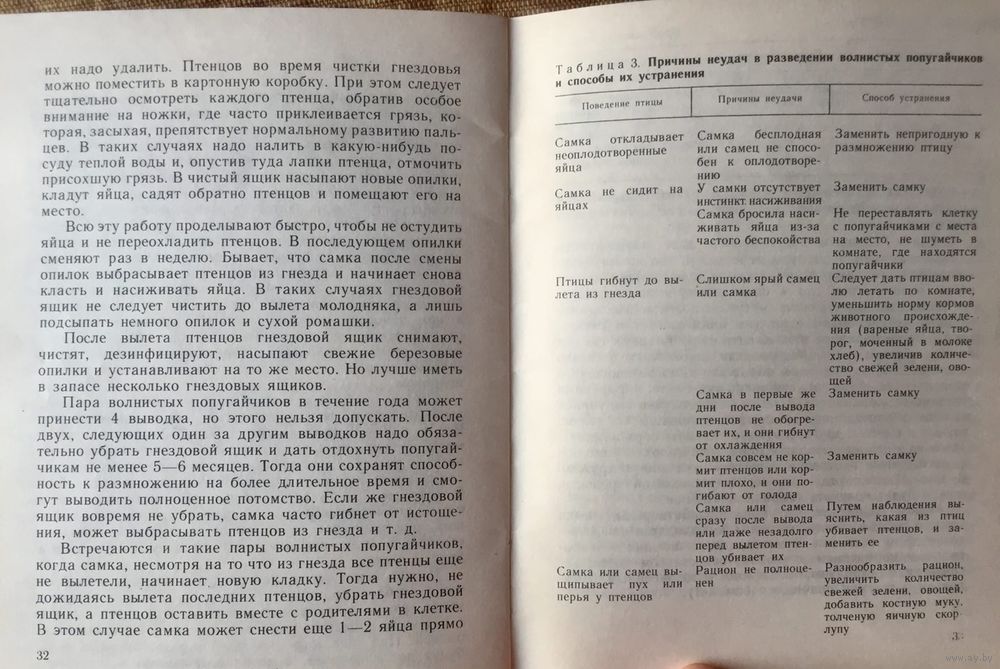 их надо удалить. Птенцов во время чистки гнездовья
можно поместить в картонную коробку. При этом следует
тщательно осмотреть каждого птенца, обратив особое
внимание на ножки, где часто приклеивается грязь, ко-
торая, засыхая, препятствует нормальному развитию паль-
цев. В таких случаях надо налить в какую-нибудь по-
суду теплой воды и, опустив туда лапки птенца, отмочить
присохшую грязь. В чистый ящик насыпают новые опилки,
кладут яйца, садят обратно птенцов и помещают его на
место.
Всю эту работу проделывают быстро, чтобы не остудить
яйца и не переохладить птенцов. В последующем опилки
сменяют раз в неделю. Бывает, что самка после смены
опилок выбрасывает птенцов из гнезда и начинает снова
класть и насиживать яйца. В таких случаях гнездовой
ящик не следует чистить до вылета молодняка, а лишь
подсыпать немного опилок и сухой ромашки.
После вылета птенцов гнездовой ящик снимают,
чистят, дезинфицируют, насыпают свежие березовые
опилки и устанавливают на то же место. Но лучше иметь
в запасе несколько гнездовых ящиков.
Пара волнистых попугайчиков в течение года может
принести 4 выводка, но этого нельзя допускать. После
двух, следующих один за другим выводков надо обяза-
тельно убрать гнездовой ящик и дать отдохнуть попугай-
чикам не менее 5—6 месяцев. Тогда они сохранят способ-
ность к размножению на более длительное время и смо-
гут выводить полноценное потомство. Если же гнездовой
ящик вовремя не убрать, самка часто гибнет от истоще-
ния, может выбрасывать птенцов из гнезда и т. д.
Встречаются и такие пары волнистых попугайчиков,
когда самка, несмотря на то что из гнезда все птенцы еще
не вылетели, начинает новую кладку. Тогда нужно, не
дожидаясь вылета последних птенцов, убрать гнездовой
ящик, а птенцов оставить вместе с родителями в клетке.
В этом случае самка может снести еще 1—2 яйца прямо
32
Таблица 3. Причины неудач в разведении волнистых попугайчиков
и способы их устранения
Поведение птицы
Причины неудачи
Способ устранения
Самка откладывает
неоплодотворенные
яйца
Самка бесплодная
или самец не спосо-
бен к оплодотворе-
нию
Заменить непригодную к
размножению птицу
Самка не сидит на
яйцах
У самки отсутствует
инстинкт насиживания
Заменить самку
Самка бросила наси-
живать яйца из-за
частого беспокойства
Не переставлять клетку
с попугайчиками с места
на место, не шуметь в
комнате, где находятся
попугайчики
Птицы гибнут до вы-
лета из гнезда
Слишком ярый самец
или самка
Следует дать птицам вво-
лю летать по комнате,
уменьшить норму кормов
животного происхожде-
ния (вареные яйца, тво-
рог, моченный в молоке
хлеб), увеличив количе-
ство свежей зелени, ово-
щей
Самка в первые же
дни после вывода
птенцов не обогре-
вает их, и они гибнут
от охлаждения
Заменить самку
Самка совсем не кор-
мит птенцов или кор-
мит плохо, и они по-
гибают от голода
Заменить самку
Самка или самец
сразу после вывода
или даже незадолго
перед вылетом птен-
цов убивает их
Путем наблюдения вы-
яснить, какая из птиц
убивает птенцов, и за-
менить ее
Самка или самец вы-
щипывает пух или
перья у птенцов
Рацион не полноце-
нен
Разнообразить рацион,
увеличить количество
свежей зелени, овощей,
добавить костную муку,
толченую яичную скор-
лупу
www.ay.by